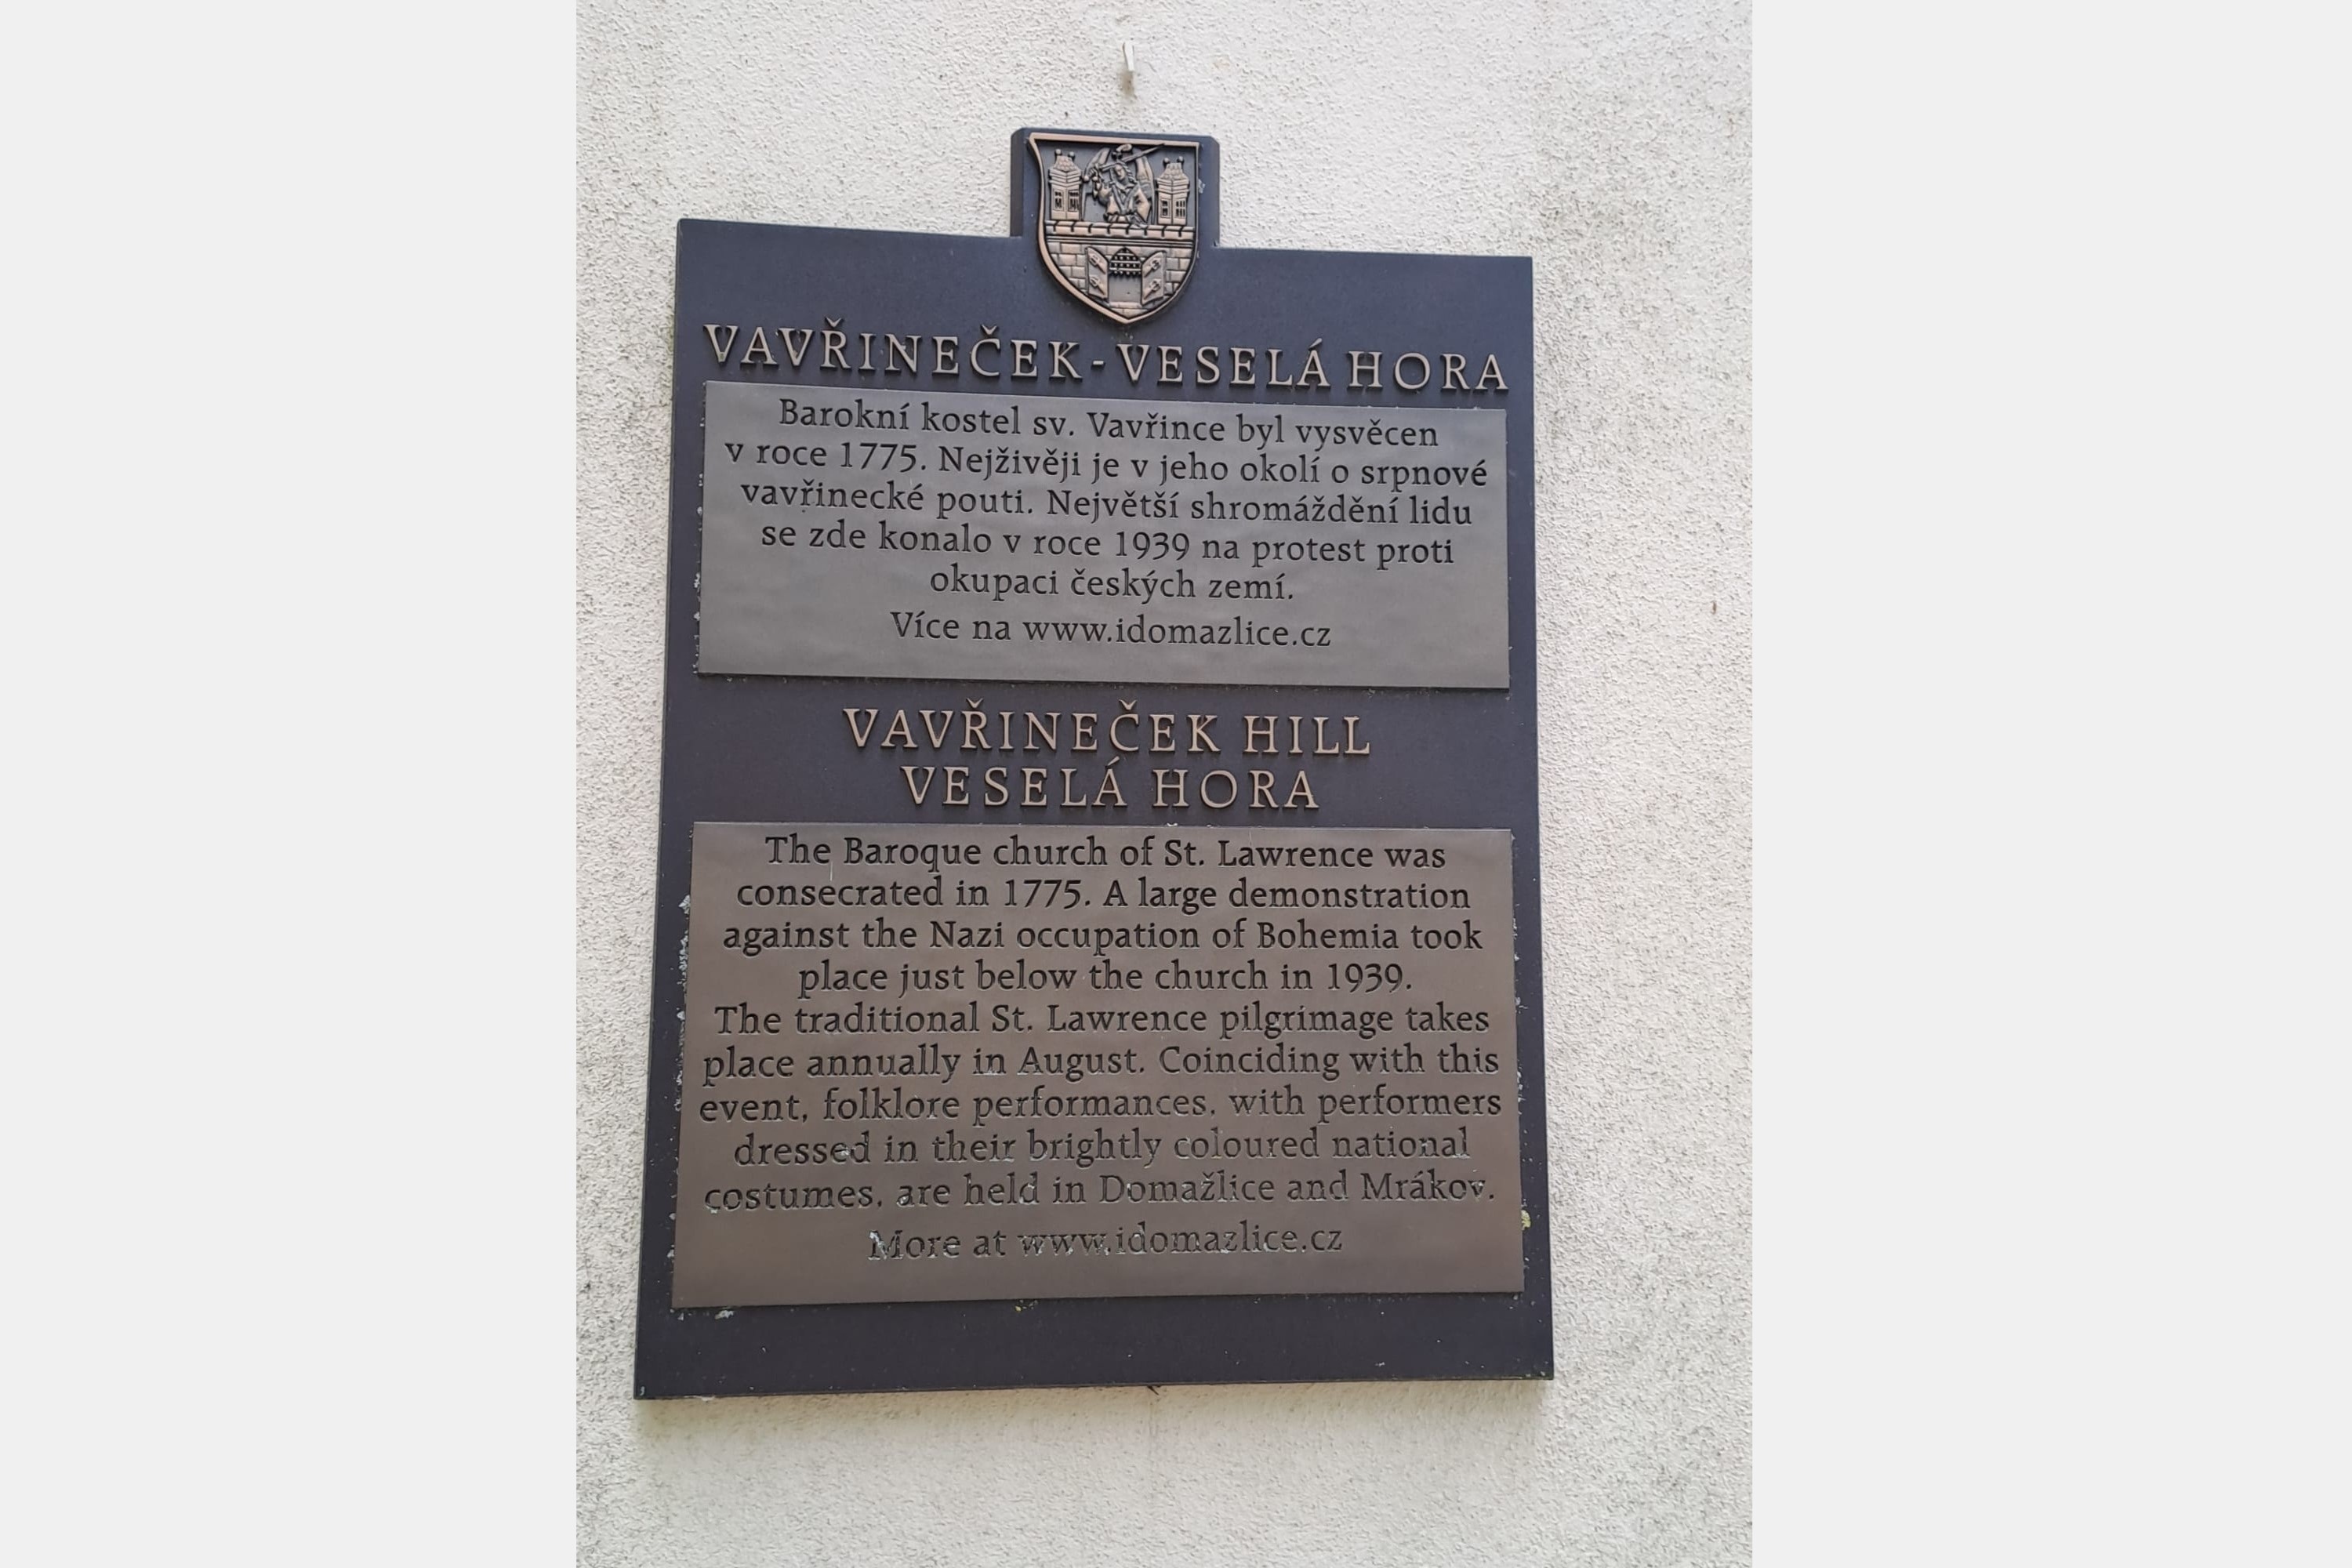 VAVŘINEČEK - VESELÁ HORA
Barokní kostel sv. Vavřince byl vysvěcen
v roce 1775. Nejživěji je v jeho okolí o srpnové
vavřinecké pouti. Největší shromáždění lidu
se zde konalo v roce 1939 na protest proti
okupaci českých zemí.
Více na www.idomazlice.cz
VAVŘINEČEK HILL
VESELÁ HORA
The Baroque church of St. Lawrence was
consecrated in 1775. A large demonstration
against the Nazi occupation of Bohemia took
place just below the church in 1939.
The traditional St. Lawrence pilgrimage takes
place annually in August. Coinciding with this
event, folklore performances, with performers
dressed in their brightly coloured national
costumes, are held in Domažlice and Mrákov.
More at www.idomazlice.cz